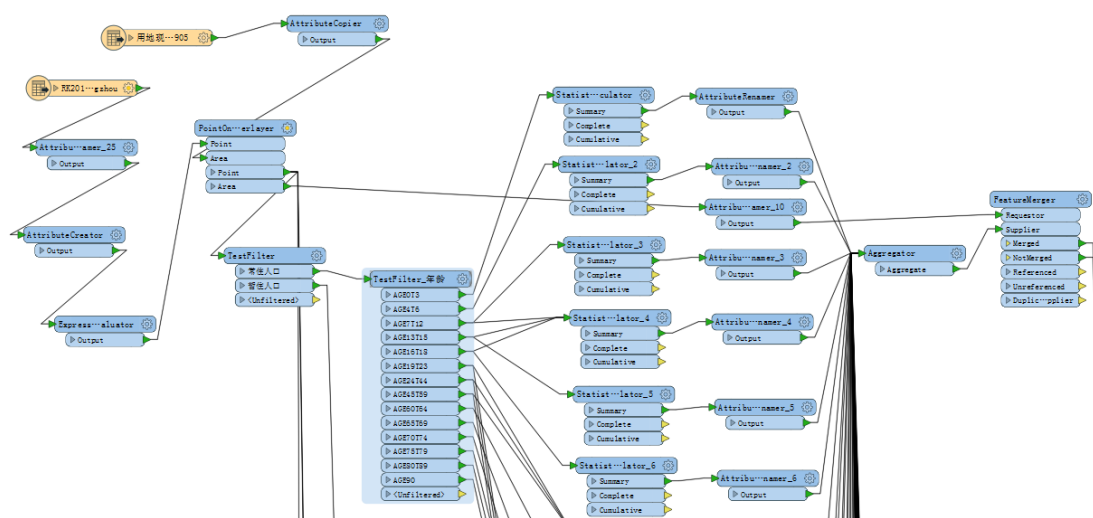 用地现…905
AttributeCopier
Output
RK201…gshou
Attribu…amer_25
Output
AttributeCreator
Output
Express…aluator
Output
PointOn…erlayer
Point
Area
Point
Area
TestFilter
常住人口
暂住人口
<Unfiltered>
TestFilter_年龄
AGE0T3
AGE4T6
AGE7T12
AGE13T15
AGE16T18
AGE19T23
AGE24T44
AGE45T59
AGE60T64
AGE65T69
AGE70T74
AGE75T79
AGE80T89
AGE90
<Unfiltered>
Statist…culator
Summary
Complete
Cumulative
Statist…lator_2
Summary
Complete
Cumulative
Statist…lator_3
Summary
Complete
Cumulative
Statist…lator_4
Summary
Complete
Cumulative
Statist…lator_5
Summary
Complete
Cumulative
Statist…lator_6
Summary
Complete
Cumulative
AttributeRenamer
Output
Attribu…namer_2
Output
Attribu…amer_10
Output
Attribu…namer_3
Output
Attribu…namer_4
Output
Attribu…namer_5
Output
Attribu…namer_6
Output
Aggregator
Aggregate
FeatureMerger
Requestor
Supplier
Merged
NotMerged
Referenced
Unreferenced
Duplic…pplier